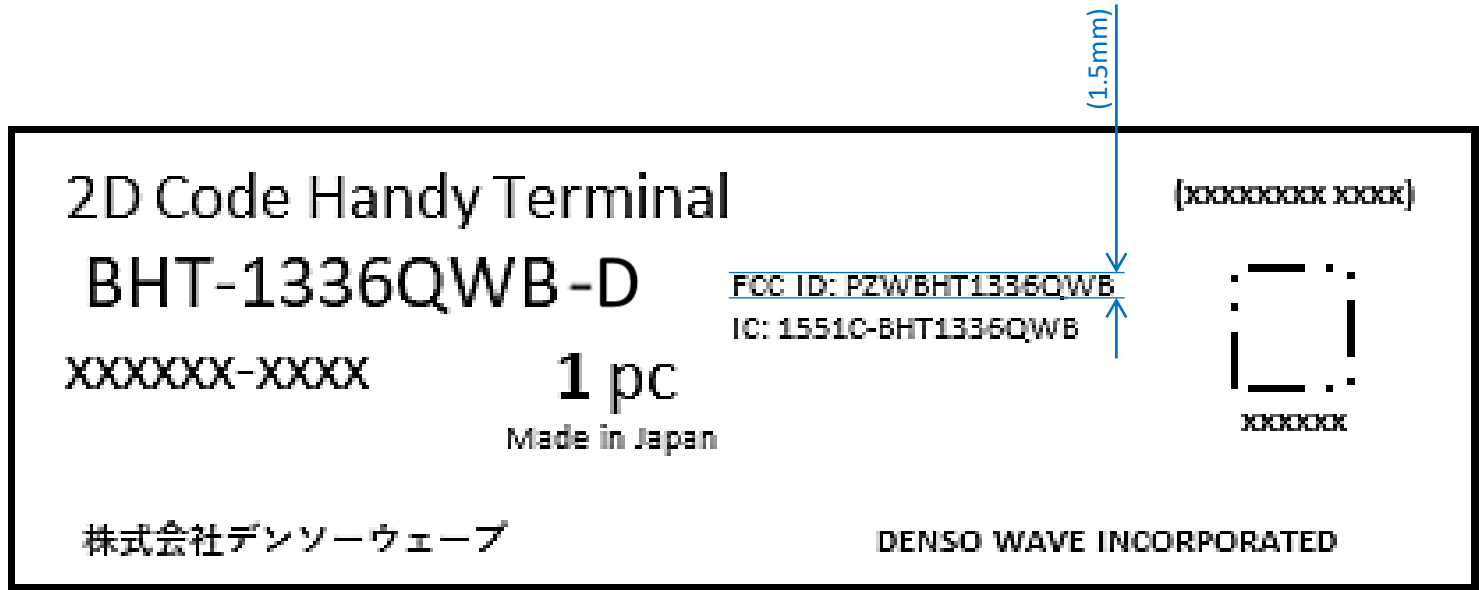 (1.5mm)
2D Code Handy Terminal
(xxxxxxxx xxxx)
BHT-1336QWB-D
FCC ID: PZWBHT1336QWB
IC: 1551C-BHT1336QWB
XXXXXX-XXXX
1 pc
xxxxxx
Made in Japan
株式会社デンソーウェーブ
DENSO WAVE INCORPORATED